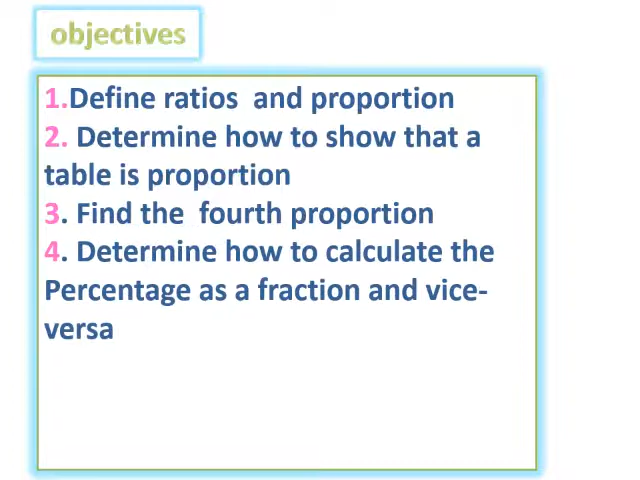 objectives
1.Define ratios  and proportion
2. Determine how to show that a
table is proportion
3. Find the  fourth proportion
4. Determine how to calculate the
Percentage as a fraction and vice-
versa